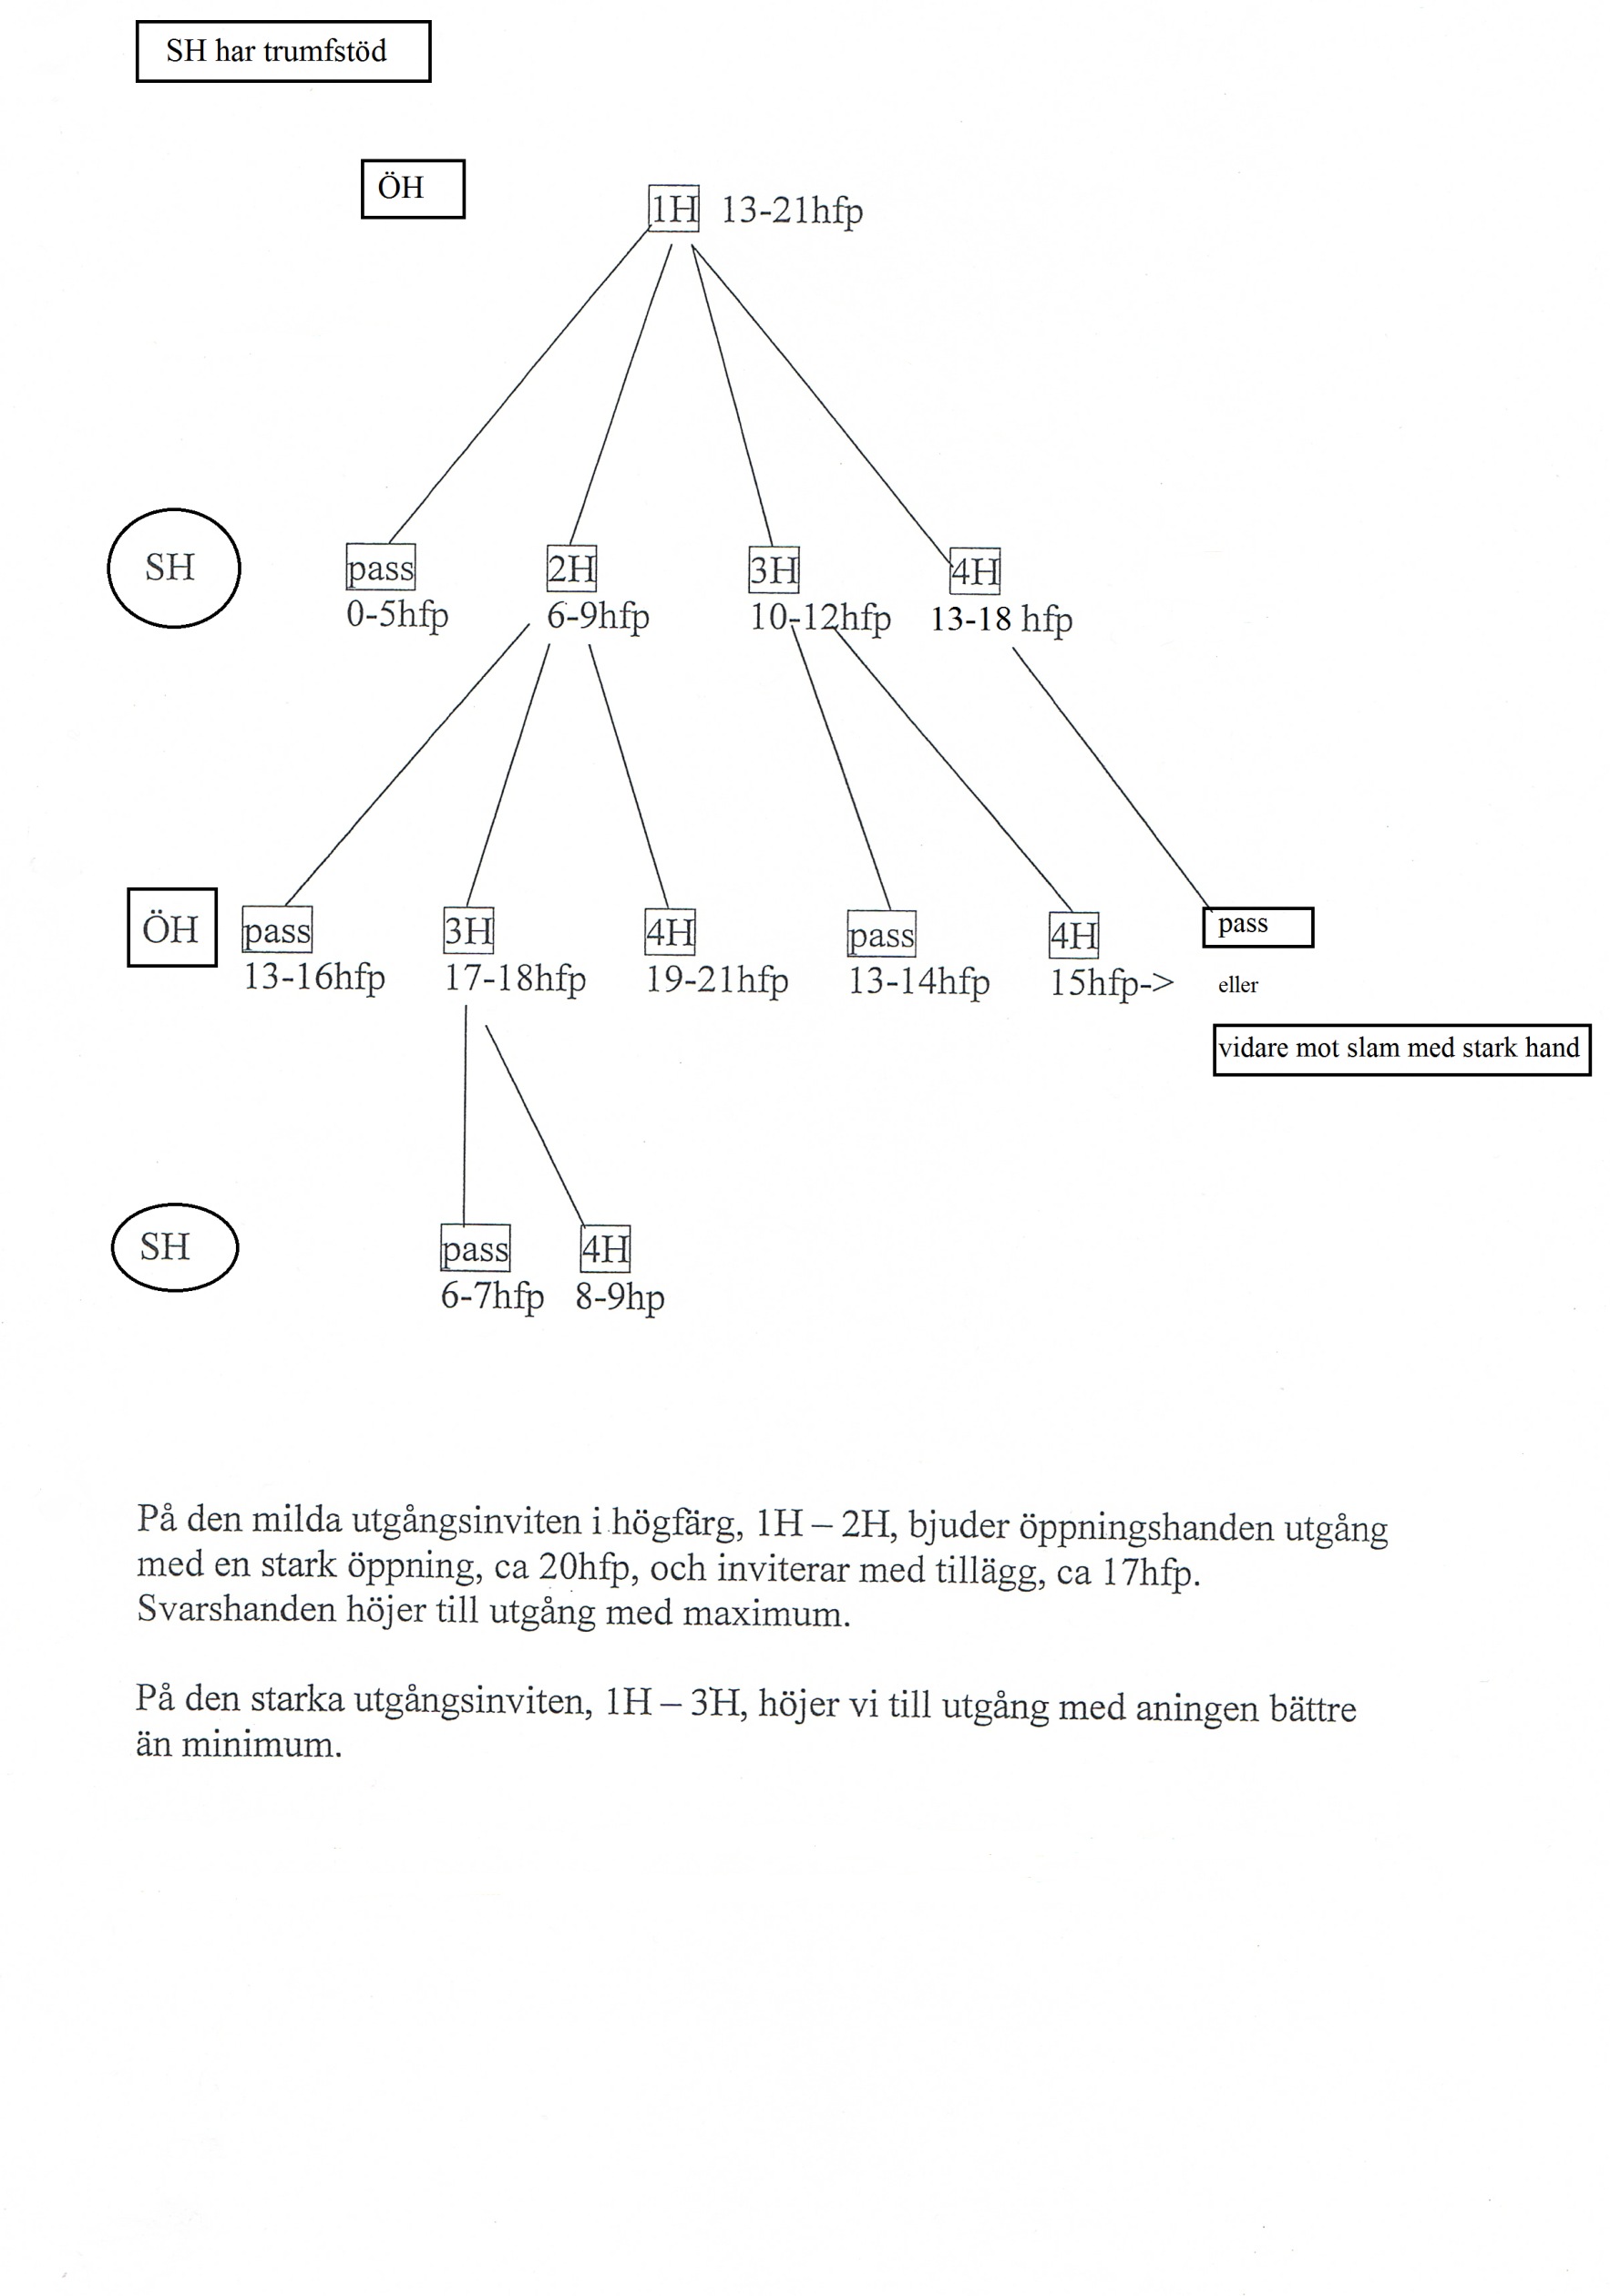 SH har trumfstöd
ÖH
1H 13-21hfp
SH
pass 2H 3H 4H
0-5hfp 6-9hfp 10-12hfp 13-18 hfp
ÖH
pass 3H 4H pass 4H pass
13-16hfp 17-18hfp 19-21hfp 13-14hfp 15hfp-> eller
vidare mot slam med stark hand
SH
pass 4H
6-7hfp 8-9hp
På den milda utgångsinviten i högfärg, 1H – 2H, bjuder öppningshanden utgång
med en stark öppning, ca 20hfp, och inviterar med tillägg, ca 17hfp.
Svarshanden höjer till utgång med maximum.
På den starka utgångsinviten, 1H – 3H, höjer vi till utgång med aningen bättre
än minimum.